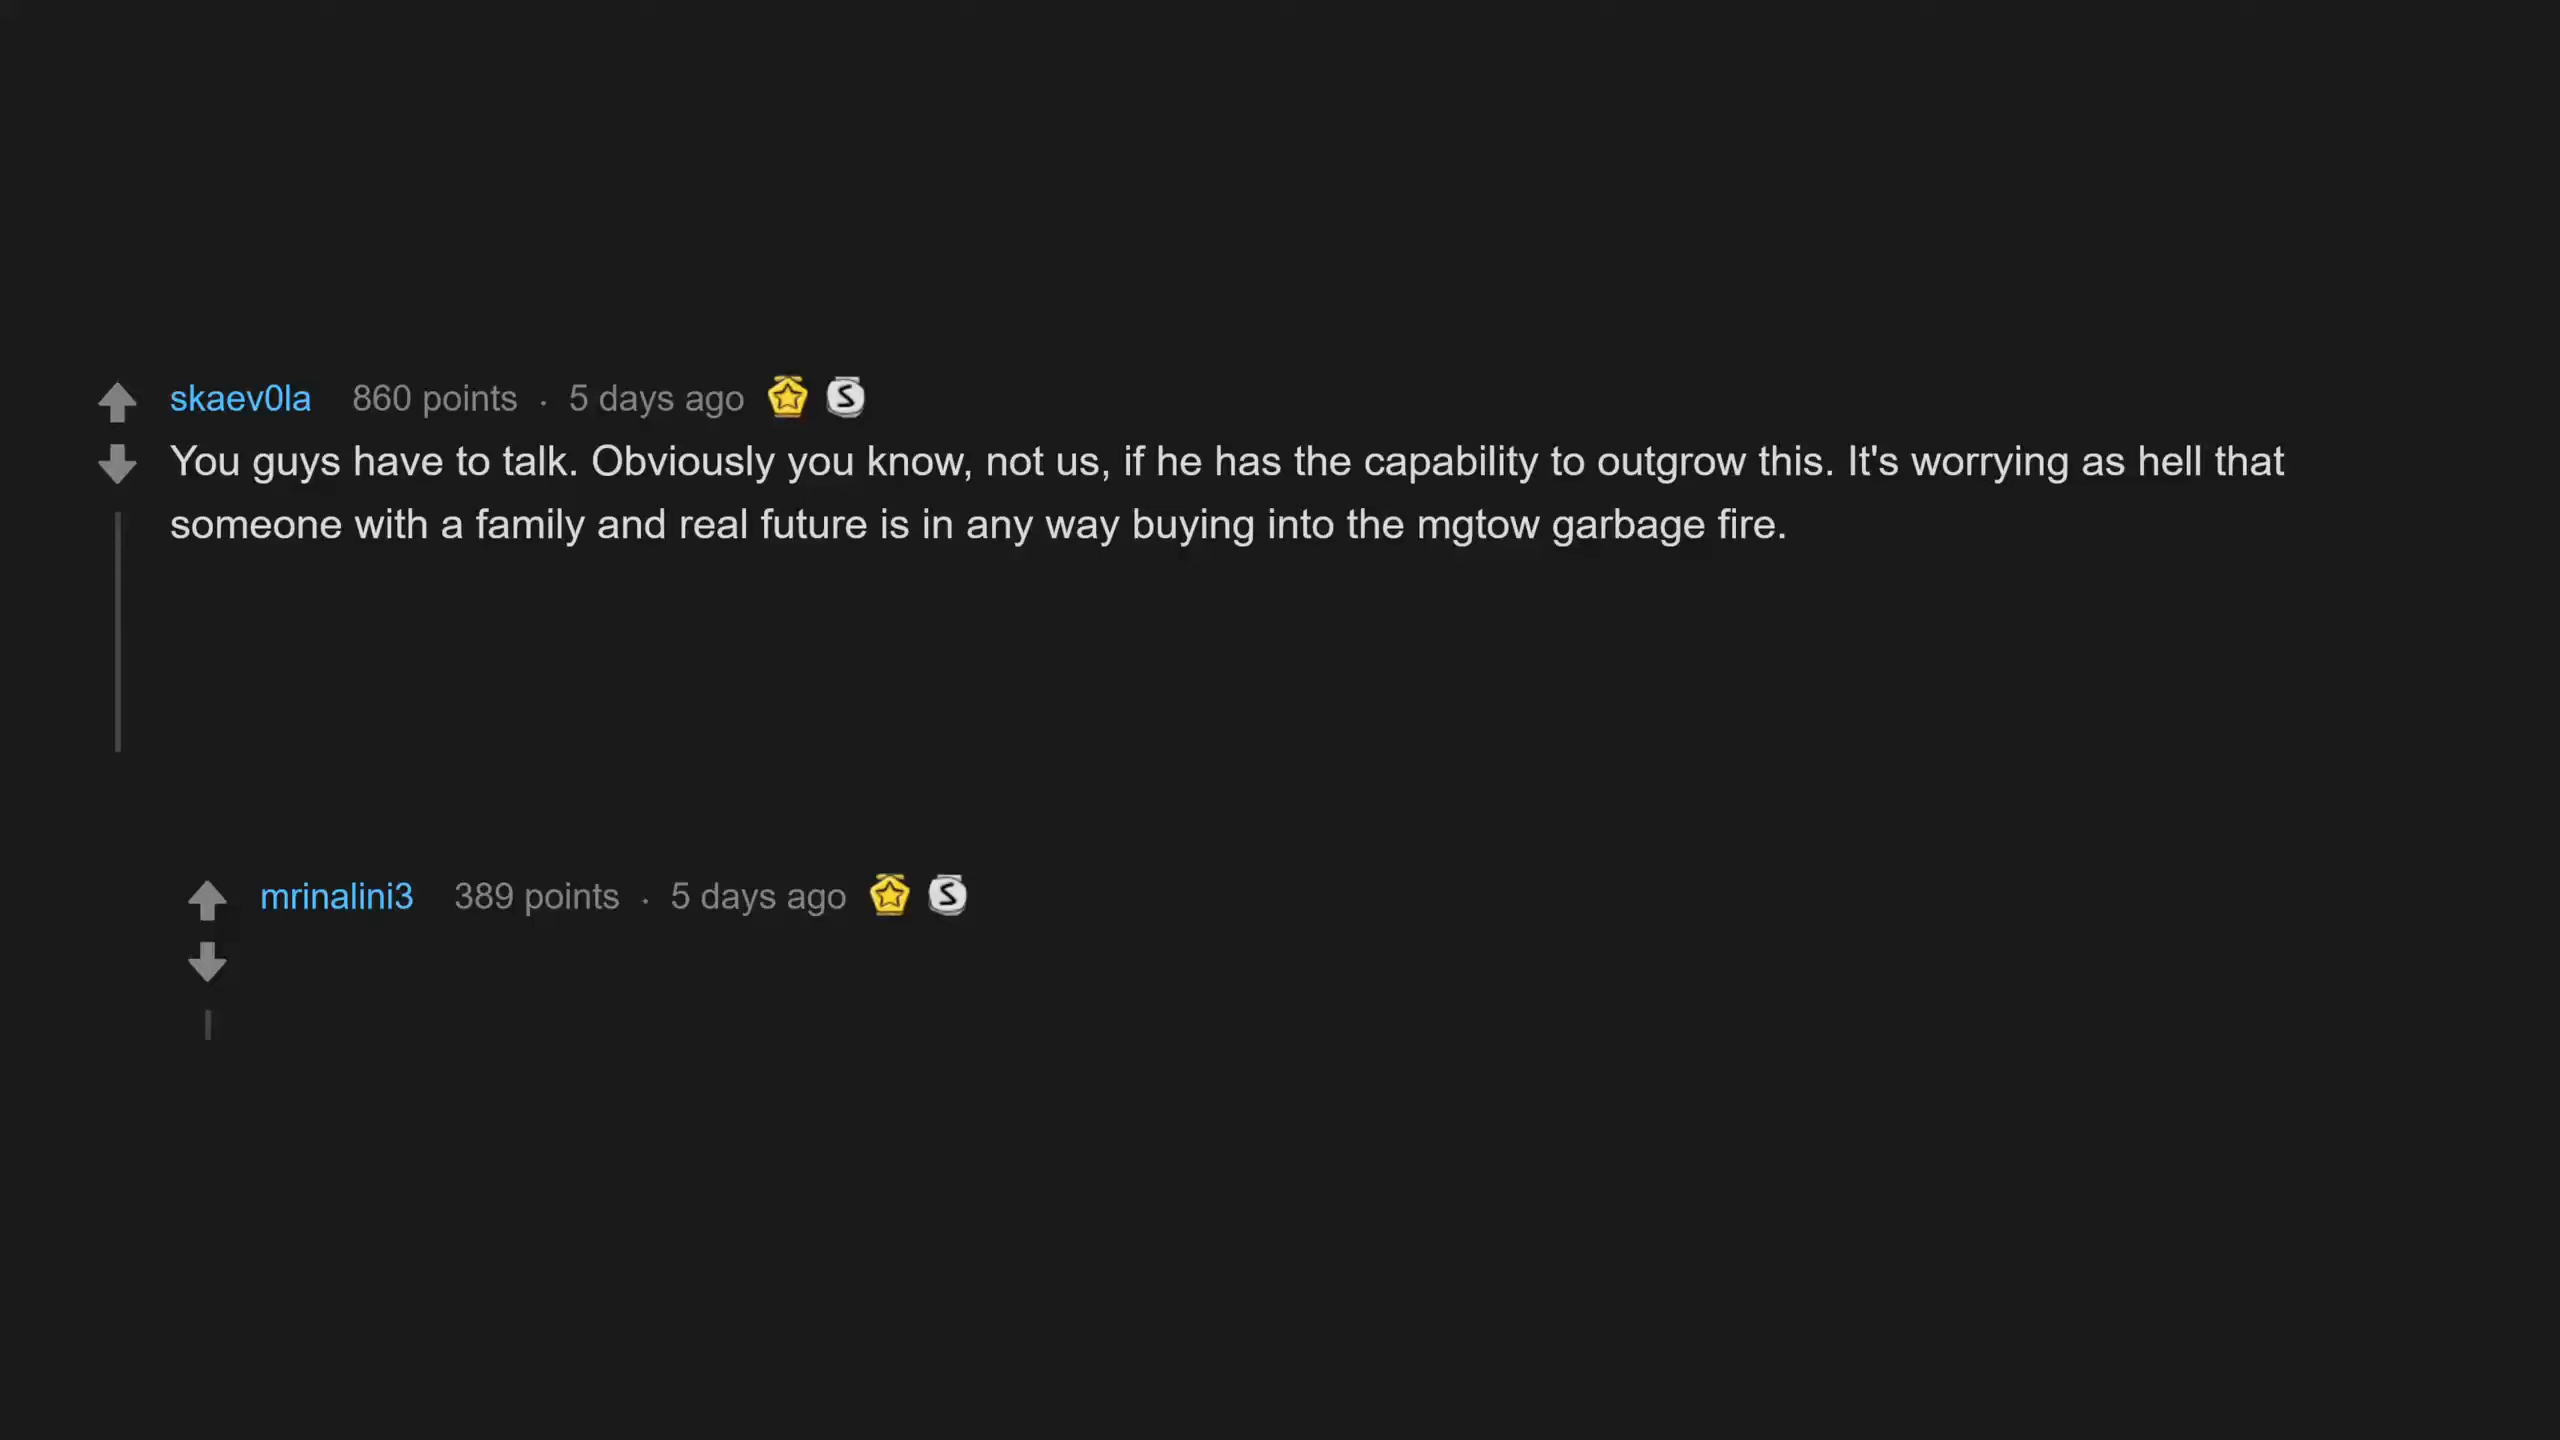 skaev0la 860 points · 5 days ago
You guys have to talk. Obviously you know, not us, if he has the capability to outgrow this. It's worrying as hell that
someone with a family and real future is in any way buying into the mgtow garbage fire.
mrinalini3 389 points · 5 days ago